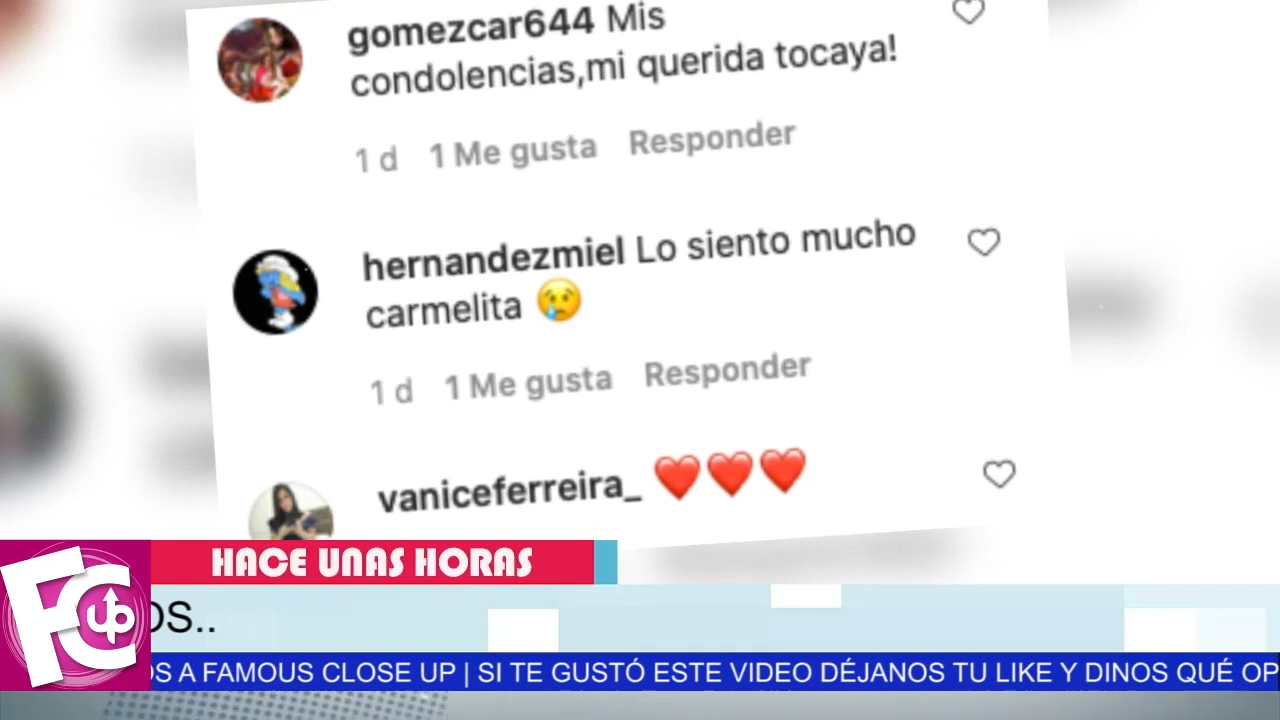 gomezcar644 Mis
condolencias,mi querida tocaya!
1 d 1 Me gusta Responder
hernandezmiel Lo siento mucho
carmelita 😢
1 d 1 Me gusta Responder
vaniceferreira_ ❤️❤️❤️
HACE UNAS HORAS
FC up
OS..
OS A FAMOUS CLOSE UP | SI TE GUSTÓ ESTE VIDEO DÉJANOS TU LIKE Y DINOS QUÉ OP